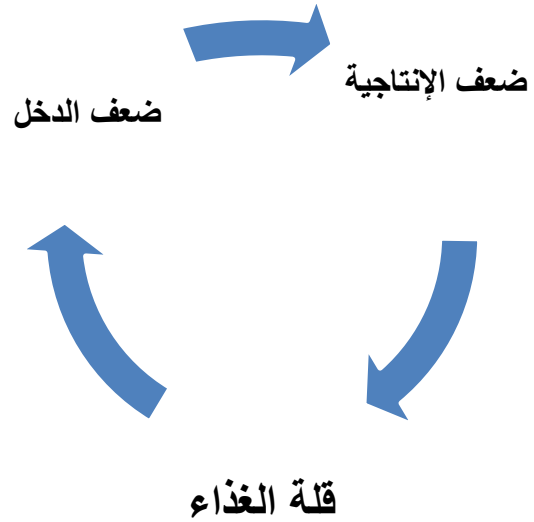 ضعف الإنتاجية
ضعف الدخل
قلة الغذاء